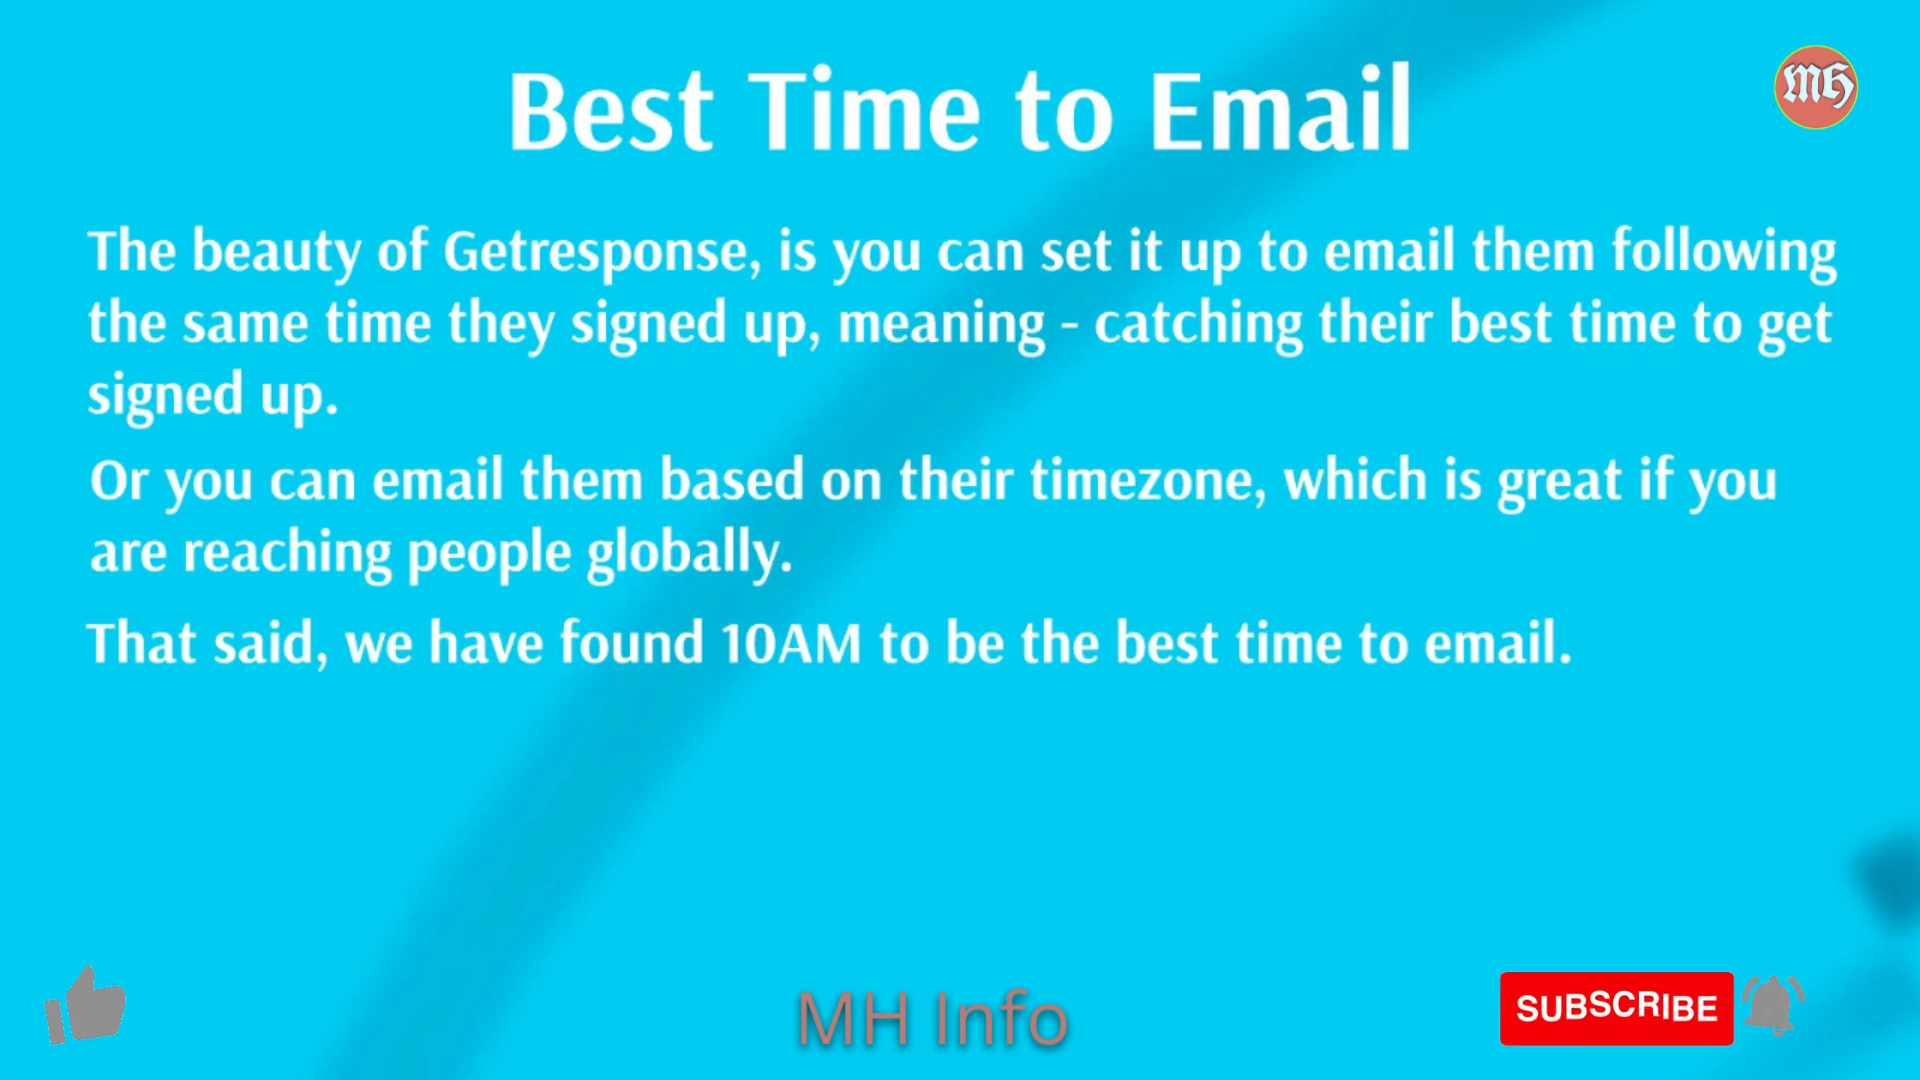 Best Time to Email
MH
The beauty of Getresponse, is you can set it up to email them following
the same time they signed up, meaning - catching their best time to get
signed up.
Or you can email them based on their timezone, which is great if you
are reaching people globally.
That said, we have found 10AM to be the best time to email.
MH Info
SUBSCRIBE